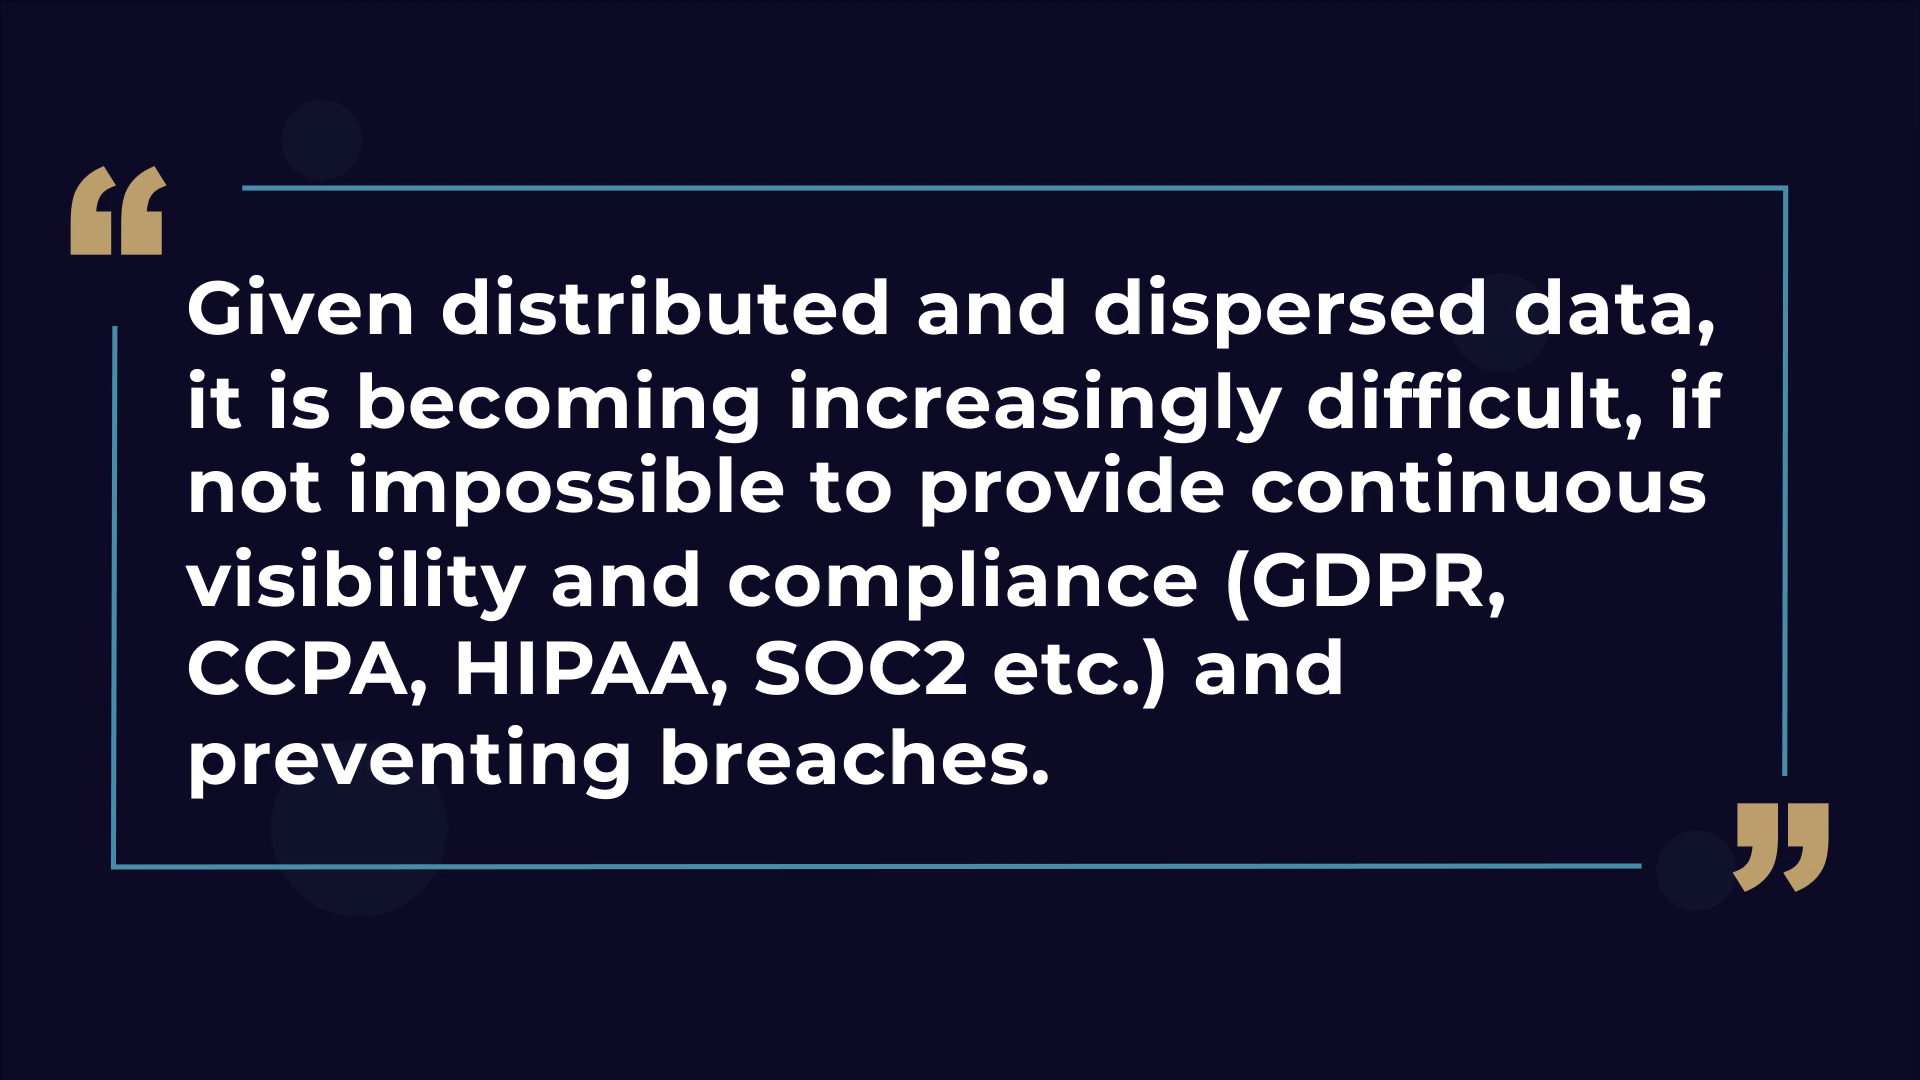 “
Given distributed and dispersed data,
it is becoming increasingly difficult, if
not impossible to provide continuous
visibility and compliance (GDPR,
CCPA, HIPAA, SOC2 etc.) and
preventing breaches.
”